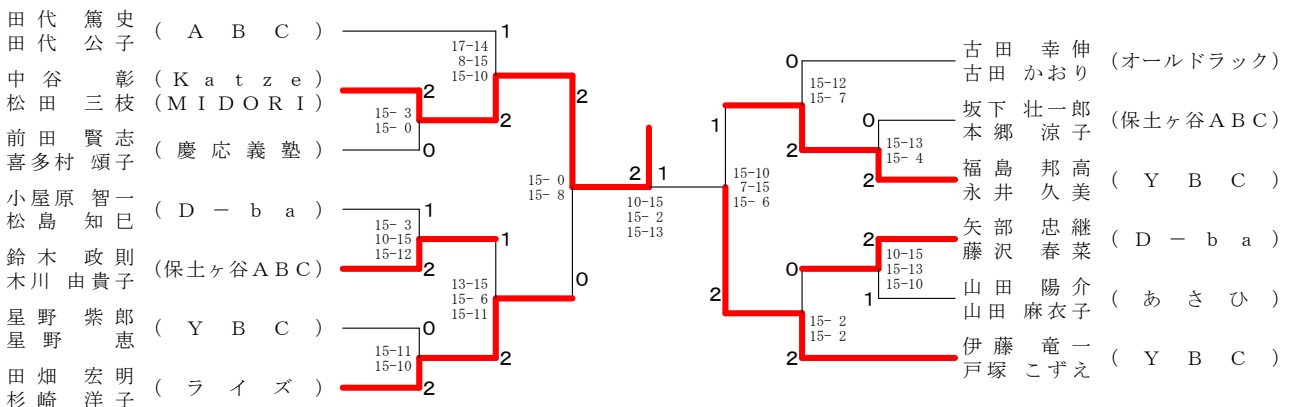 田代 篤史
田代 公子
( A B C )
中谷 彰 (Katze)
松田 三枝 (MIDORI)
前田 賢志
喜多村 頌子
( 慶応義塾 )
小屋原 智一
松島 知巳
( D－ba )
鈴木 政則
木川 由貴子
(保土ヶ谷ABC)
星野 紫郎
星野 恵
( Y B C )
田畑 宏明
杉崎 洋子
( ライズ )
1
17-14
8-15
15-10
2
15- 3
15- 0
2
0
2
1
15- 3
10-15
15-12
2
1
13-15
15- 6
15-11
0
15-11
15-10
2
2
15- 0
15- 8
0
2
1
10-15
15- 2
15-13
1
15-10
7-15
15- 6
2
0
15-12
15- 7
2
0
15-13
15- 4
2
2
10-15
15-13
15-10
1
0
15- 2
15- 2
2
古田 幸伸
古田 かおり
(オールドラック)
坂下 壮一郎
本郷 涼子
(保土ヶ谷ABC)
福島 邦高
永井 久美
( Y B C )
矢部 忠継
藤沢 春菜
( D－ba )
山田 陽介
山田 麻衣子
( あさひ )
伊藤 竜一
戸塚 こずえ
( Y B C )